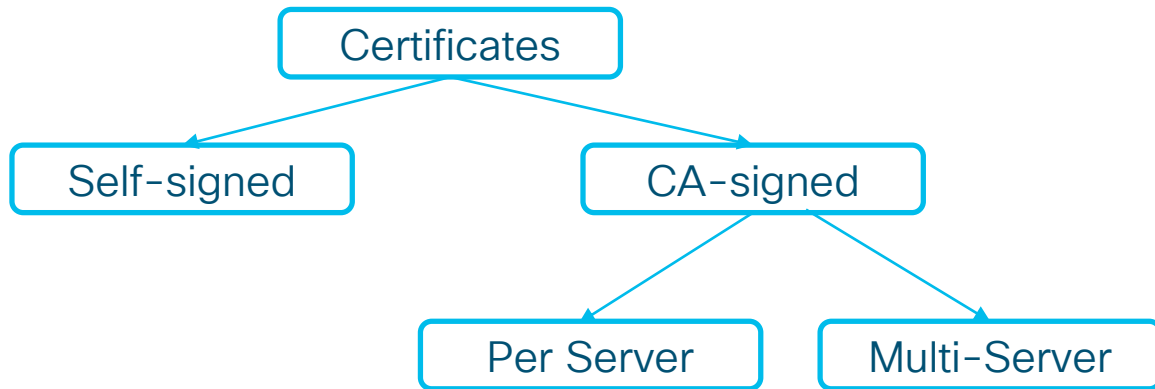 Certificates
Self-signed
CA-signed
Per Server
Multi-Server